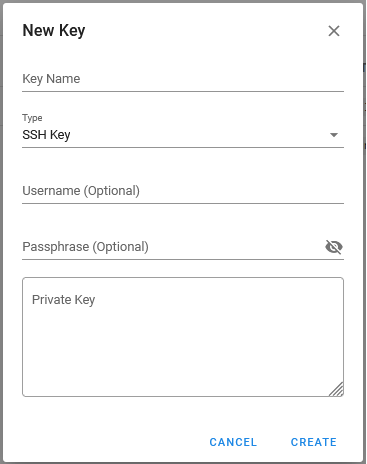 New Key
Key Name
Type
SSH Key
Username (Optional)
Passphrase (Optional)
Private Key
CANCEL CREATE